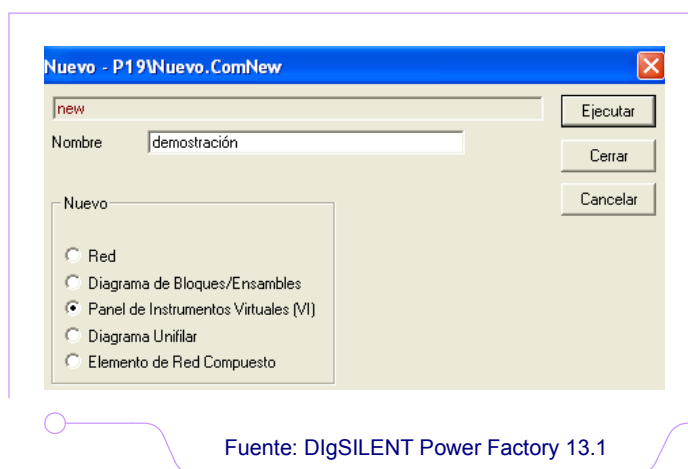 Nuevo - P19\Nuevo.ComNew
new
Ejecutar
Nombre demostración
Cerrar
Cancelar
Nuevo
Red
Diagrama de Bloques/Ensambles
Panel de Instrumentos Virtuales (VI)
Diagrama Unifilar
Elemento de Red Compuesto
Fuente: DIgSILENT Power Factory 13.1